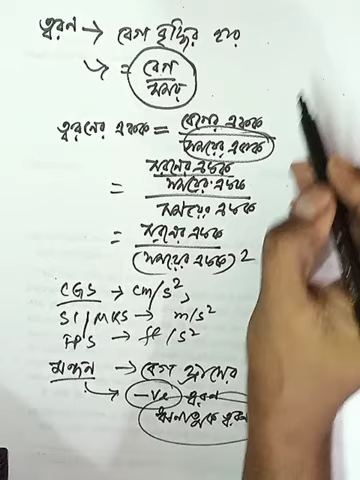 ত্বরণ → বেগ বৃদ্ধির হার
↳ = বেগ / সময়
ত্বরণের একক = বেগের একক / সময়ের একক
= সরণের একক / সময়ের একক / সময়ের একক
= সরণের একক / (সময়ের একক)²
CGS → cm/s²,
SI/MKS → m/s²
FPS → ft/s²
মন্দন → বেগ হ্রাসের
↳ -ve ত্বরণ
ঋণাত্মক ত্বরণ